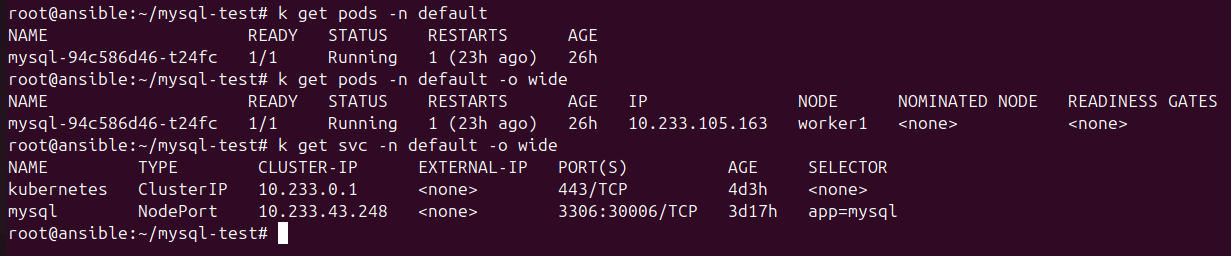 root@ansible:~/mysql-test# k get pods -n default
NAME                    READY   STATUS    RESTARTS      AGE
mysql-94c586d46-t24fc   1/1     Running   1 (23h ago)   26h
root@ansible:~/mysql-test# k get pods -n default -o wide
NAME                    READY   STATUS    RESTARTS      AGE   IP               NODE      NOMINATED NODE   READINESS GATES
mysql-94c586d46-t24fc   1/1     Running   1 (23h ago)   26h   10.233.105.163   worker1   <none>           <none>
root@ansible:~/mysql-test# k get svc -n default -o wide
NAME         TYPE        CLUSTER-IP      EXTERNAL-IP   PORT(S)          AGE     SELECTOR
kubernetes   ClusterIP   10.233.0.1      <none>        443/TCP          4d3h    <none>
mysql        NodePort    10.233.43.248   <none>        3306:30006/TCP   3d17h   app=mysql
root@ansible:~/mysql-test#